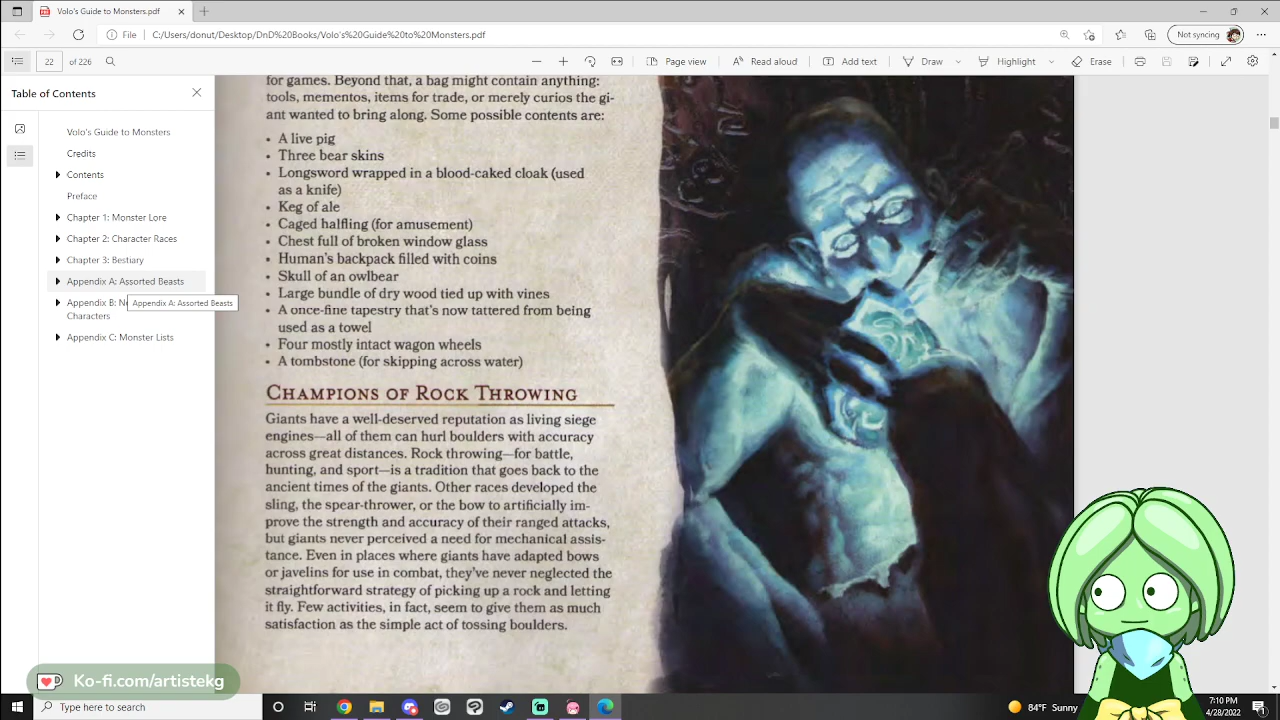 Volo's Guide to Monsters.pdf
File
C:/Users/donut/Desktop/DnD%20Books/Volo's%20Guide%20to%20Monsters.pdf
Not syncing
22
of 226
Page view
Read aloud
Add text
Draw
Highlight
Erase
Table of Contents
Volo's Guide to Monsters
Credits
Contents
Preface
Chapter 1: Monster Lore
Chapter 2: Character Races
Chapter 3: Bestiary
Appendix A: Assorted Beasts
Appendix B:
Appendix A: Assorted Beasts
Characters
Appendix C: Monster Lists
for games. Beyond that, a bag might contain anything:
tools, mementos, items for trade, or merely curios the gi-
ant wanted to bring along. Some possible contents are:
• A live pig
• Three bear skins
• Longsword wrapped in a blood-caked cloak (used
as a knife)
• Keg of ale
• Caged halfling (for amusement)
• Chest full of broken window glass
• Human's backpack filled with coins
• Skull of an owlbear
• Large bundle of dry wood tied up with vines
• A once-fine tapestry that's now tattered from being
used as a towel
• Four mostly intact wagon wheels
• A tombstone (for skipping across water)
CHAMPIONS OF ROCK THROWING
Giants have a well-deserved reputation as living siege
engines—all of them can hurl boulders with accuracy
across great distances. Rock throwing—for battle,
hunting, and sport—is a tradition that goes back to the
ancient times of the giants. Other races developed the
sling, the spear-thrower, or the bow to artificially im-
prove the strength and accuracy of their ranged attacks,
but giants never perceived a need for mechanical assis-
tance. Even in places where giants have adapted bows
or javelins for use in combat, they've never neglected the
straightforward strategy of picking up a rock and letting
it fly. Few activities, in fact, seem to give them as much
satisfaction as the simple act of tossing boulders.
Ko-fi.com/artistekg
Type here to search
84°F Sunny
7:10 PM
4/28/2022